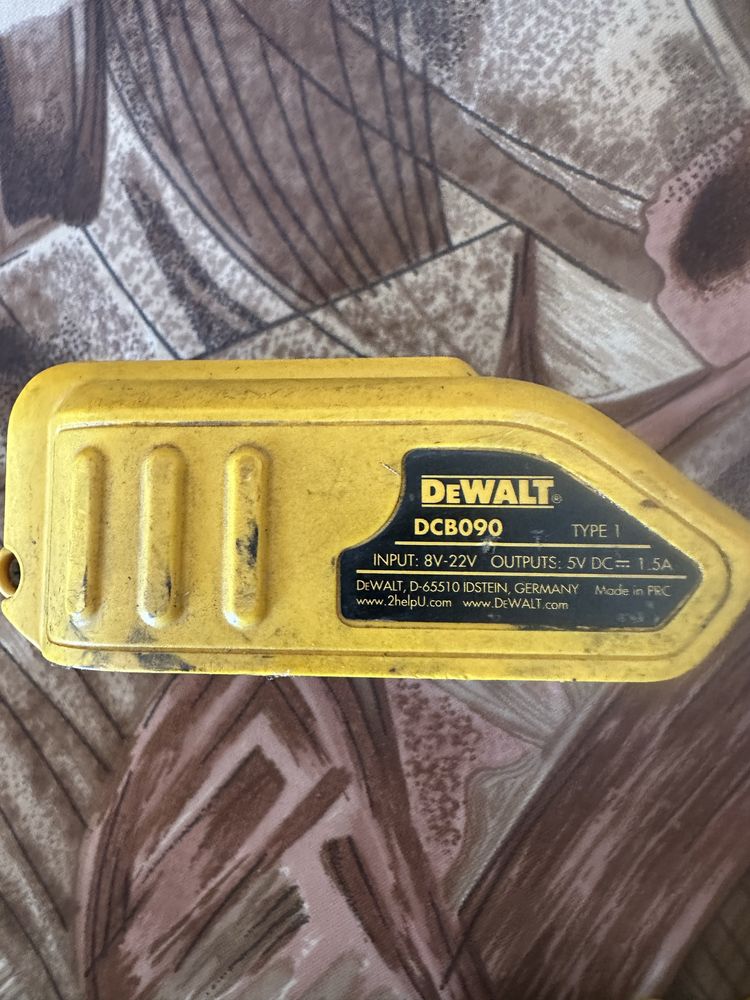 DEWALT®
DCB090 TYPE 1
INPUT: 8V-22V OUTPUTS: 5V DC⎓ 1.5A
DEWALT, D-65510 IDSTEIN, GERMANY Made in PRC
www.2helpU.com www.DEWALT.com